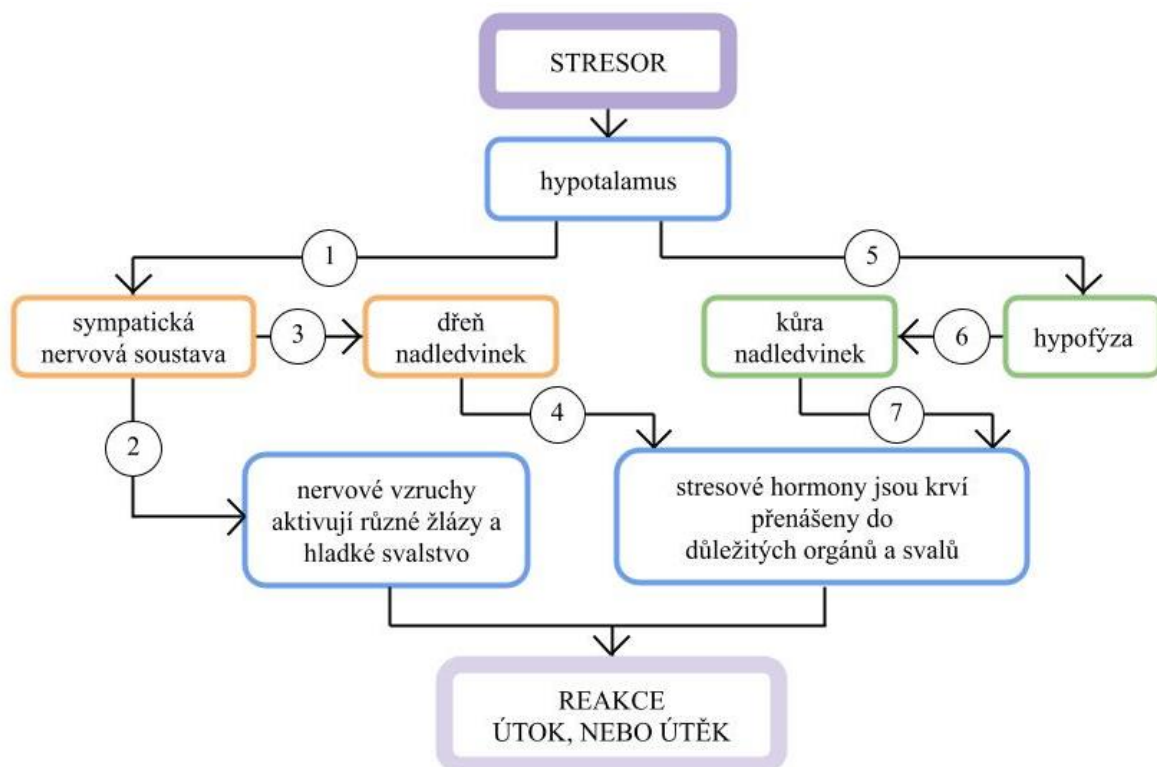 STRESOR
hypotalamus
1
5
sympatická
nervová soustava
3
dřeň
nadledvinek
kůra
nadledvinek
6
hypofýza
2
4
7
nervové vzruchy
aktivují různé žlázy a
hladké svalstvo
stresové hormony jsou krví
přenášeny do
důležitých orgánů a svalů
REAKCE
ÚTOK, NEBO ÚTĚK